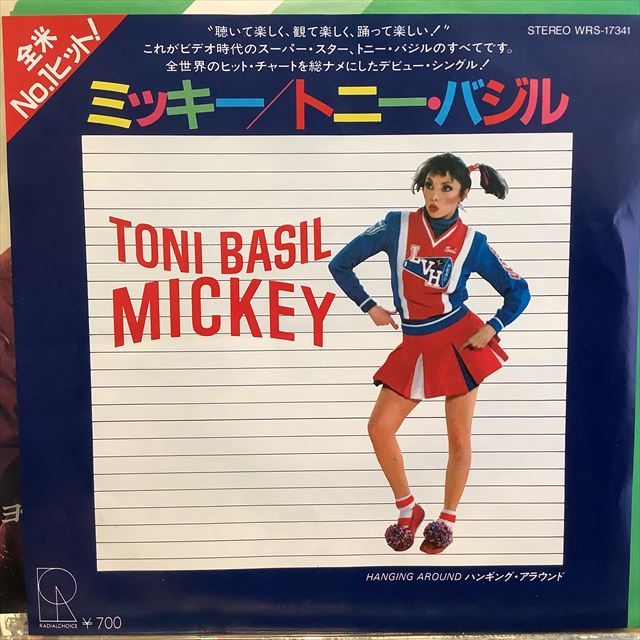 全米
No.1ヒット!
“聴いて楽しく、観て楽しく、踊って楽しい!”
これがビデオ時代のスーパー・スター、トニー・バジルのすべてです。
全世界のヒット・チャートを総ナメにしたデビュー・シングル!
STEREO WRS-17341
ミッキー/トニー・バジル
TONI BASIL
MICKEY
Toni
LVH
HANGING AROUND ハンギング・アラウンド
RADIALCHOICE
¥700